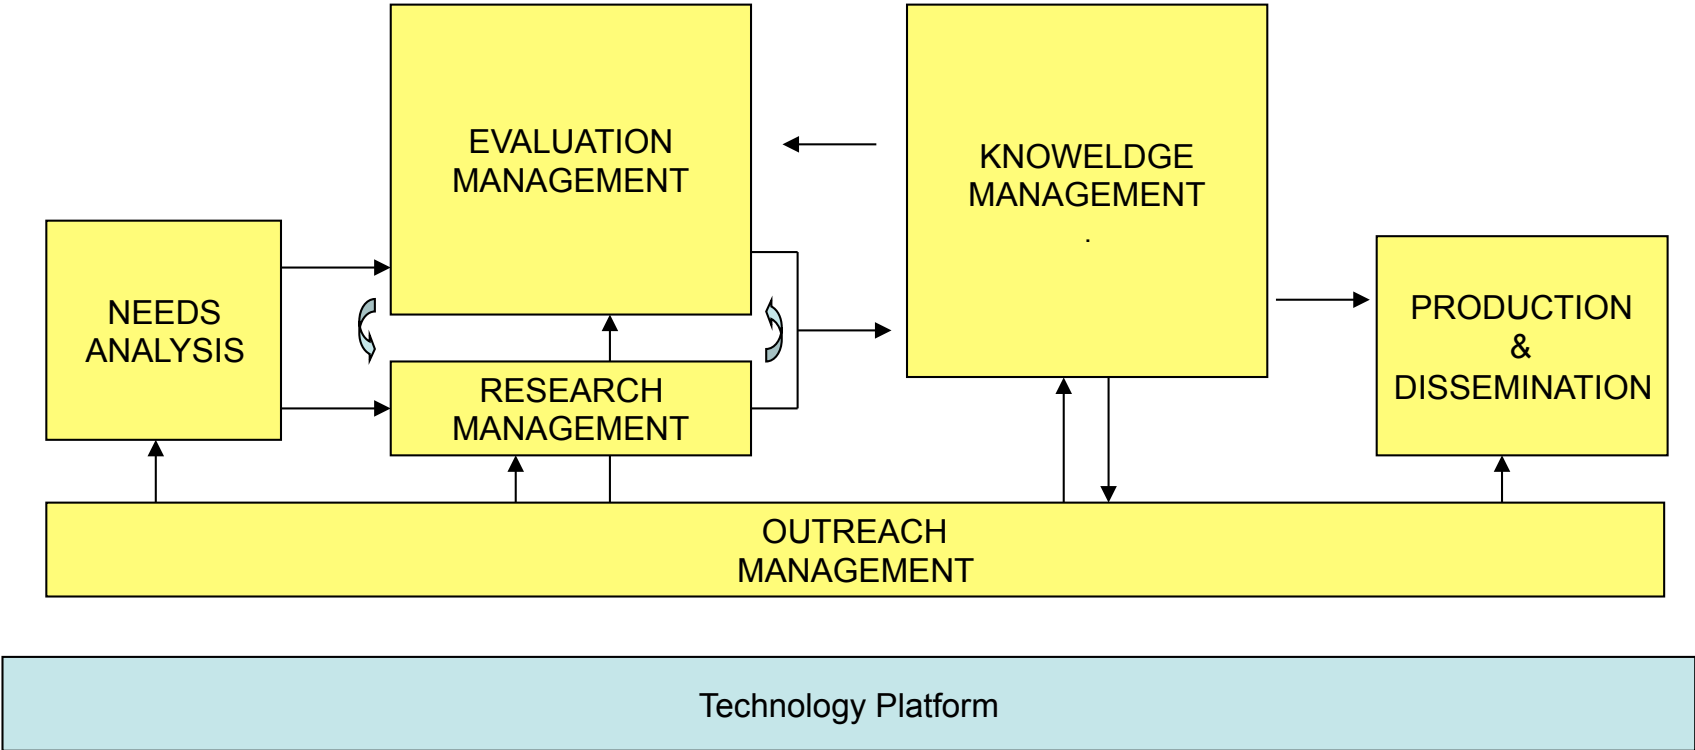 EVALUATION
MANAGEMENT
KNOWELDGE
MANAGEMENT
.
NEEDS
ANALYSIS
PRODUCTION
&
DISSEMINATION
RESEARCH
MANAGEMENT
OUTREACH
MANAGEMENT
Technology Platform